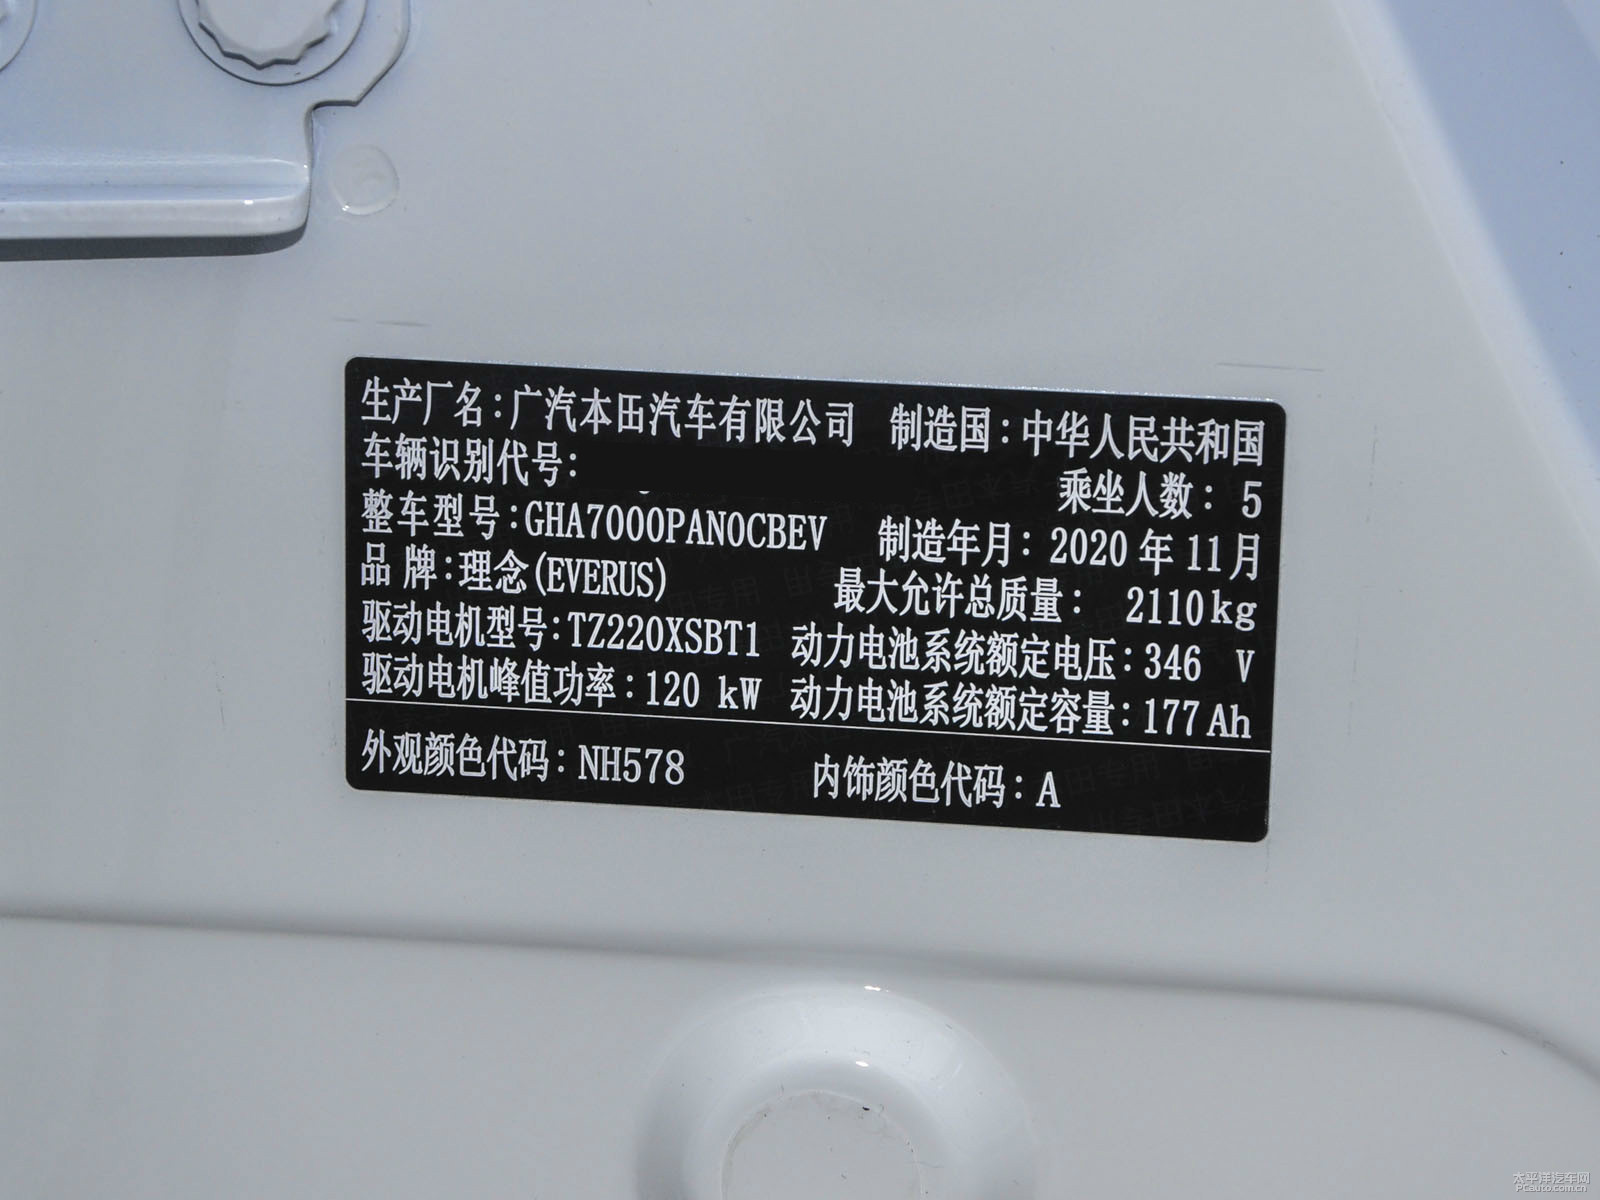 生产厂名:广汽本田汽车有限公司 制造国:中华人民共和国
车辆识别代号:
乘坐人数: 5
整车型号:GHA7000PAN0CBEV 制造年月:2020年11月
品 牌:理念(EVERUS) 最大允许总质量: 2110kg
驱动电机型号:TZ220XSBT1 动力电池系统额定电压:346 V
驱动电机峰值功率:120 kW 动力电池系统额定容量:177Ah
外观颜色代码:NH578 内饰颜色代码:A
太平洋汽车网
PCauto.com.cn